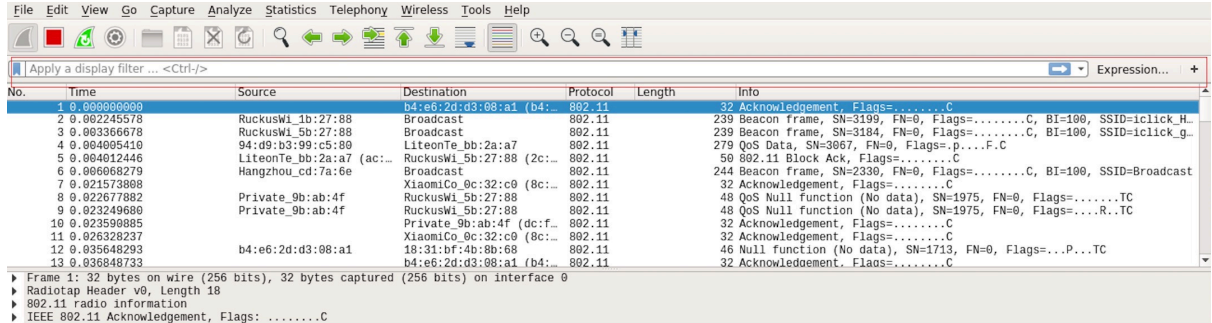 File Edit View Go Capture Analyze Statistics Telephony Wireless Tools Help
Apply a display filter ... <Ctrl-/> Expression... +
No. Time Source Destination Protocol Length Info
1 0.000000000 b4:e6:2d:d3:08:a1 (b4:… 802.11 32 Acknowledgement, Flags=........C
2 0.002245578 RuckusWi_1b:27:88 Broadcast 802.11 239 Beacon frame, SN=3199, FN=0, Flags=........C, BI=100, SSID=iclick_H…
3 0.003366678 RuckusWi_5b:27:88 Broadcast 802.11 239 Beacon frame, SN=3184, FN=0, Flags=........C, BI=100, SSID=iclick_g…
4 0.004005410 94:d9:b3:99:c5:80 LiteonTe_bb:2a:a7 802.11 279 QoS Data, SN=3067, FN=0, Flags=.p....F.C
5 0.004012446 LiteonTe_bb:2a:a7 (ac:… RuckusWi_5b:27:88 (2c:… 802.11 50 802.11 Block Ack, Flags=........C
6 0.006068279 Hangzhou_cd:7a:6e Broadcast 802.11 244 Beacon frame, SN=2330, FN=0, Flags=........C, BI=100, SSID=Broadcast
7 0.021573808 XiaomiCo_0c:32:c0 (8c:… 802.11 32 Acknowledgement, Flags=........C
8 0.022677882 Private_9b:ab:4f RuckusWi_5b:27:88 802.11 48 QoS Null function (No data), SN=1975, FN=0, Flags=.......TC
9 0.023249680 Private_9b:ab:4f RuckusWi_5b:27:88 802.11 48 QoS Null function (No data), SN=1975, FN=0, Flags=....R..TC
10 0.023590885 Private_9b:ab:4f (dc:f… 802.11 32 Acknowledgement, Flags=........C
11 0.026328237 XiaomiCo_0c:32:c0 (8c:… 802.11 32 Acknowledgement, Flags=........C
12 0.035648293 b4:e6:2d:d3:08:a1 18:31:bf:4b:8b:68 802.11 46 Null function (No data), SN=1713, FN=0, Flags=...P...TC
13 0.036848733 b4:e6:2d:d3:08:a1 (b4:… 802.11 32 Acknowledgement, Flags=........C
Frame 1: 32 bytes on wire (256 bits), 32 bytes captured (256 bits) on interface 0
Radiotap Header v0, Length 18
802.11 radio information
IEEE 802.11 Acknowledgement, Flags: ........C